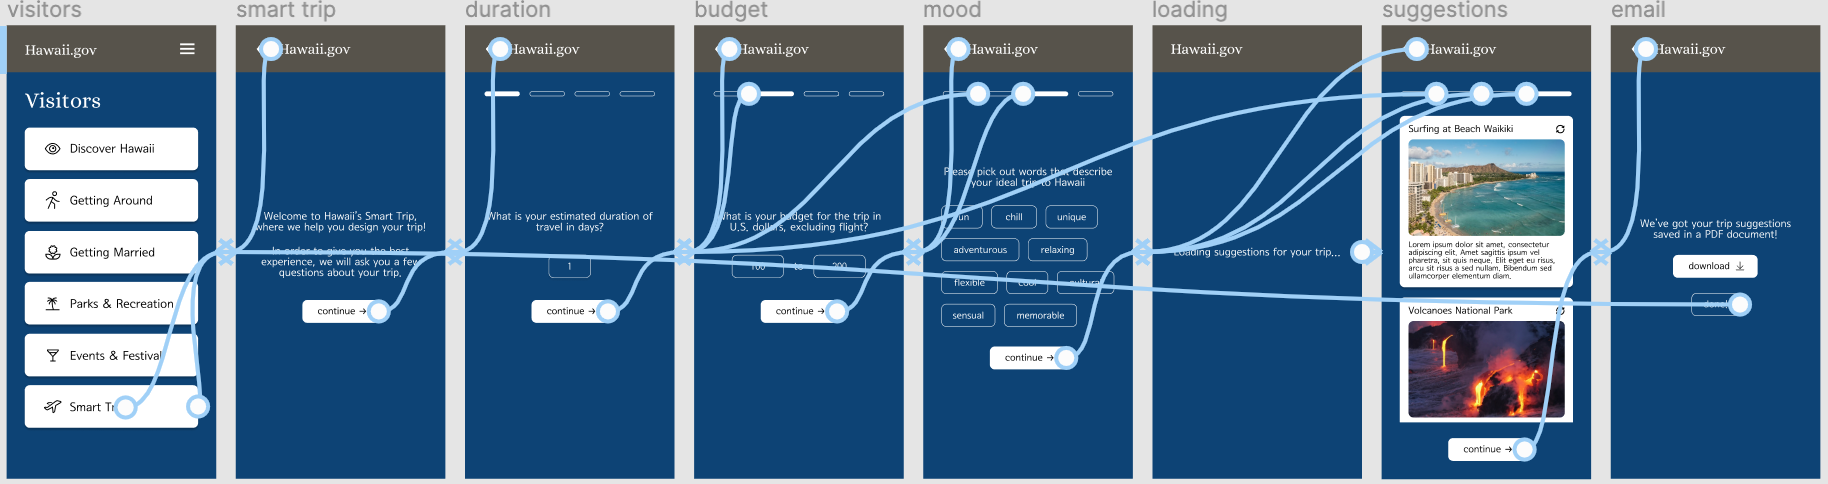 visitors
Hawaii.gov
Visitors
Discover Hawaii
Getting Around
Getting Married
Parks & Recreation
Events & Festival
Smart
smart trip
Hawaii.gov
Welcome to Hawaii's Smart Trip,
where we help you design your trip!
In order to give you the best
experience, we will ask you a few
questions about your trip.
continue →
duration
Hawaii.gov
What is your estimated duration of
travel in days?
1
continue →
budget
Hawaii.gov
What is your budget for the trip in
U.S. dollars, excluding flight?
100 to 200
continue →
mood
Hawaii.gov
Please pick out words that describe
your ideal trip to Hawaii
fun chill unique
adventurous relaxing
flexible cool cultural
sensual memorable
continue →
loading
Hawaii.gov
Loading suggestions for your trip...
suggestions
Hawaii.gov
Surfing at Beach Waikiki
Lorem ipsum dolor sit amet, consectetur
adipiscing elit. Amet sagittis ipsum vel
pharetra, sit quis neque. Elit eget eu risus,
arcu sit risus a sed nullam. Bibendum sed
ullamcorper elementum diam.
Volcanoes National Park
continue →
email
Hawaii.gov
We've got your trip suggestions
saved in a PDF document!
download